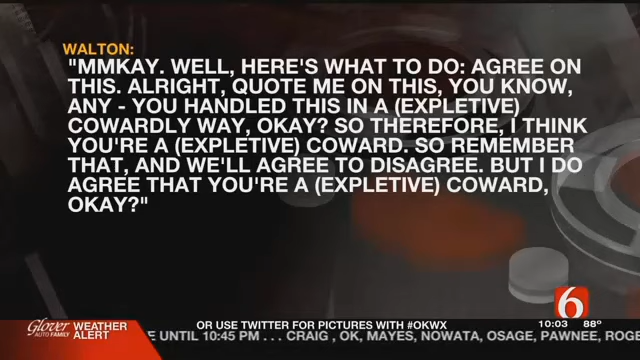 WALTON:
"MMKAY. WELL, HERE'S WHAT TO DO: AGREE ON
THIS. ALRIGHT, QUOTE ME ON THIS, YOU KNOW,
ANY - YOU HANDLED THIS IN A (EXPLETIVE)
COWARDLY WAY, OKAY? SO THEREFORE, I THINK
YOU'RE A (EXPLETIVE) COWARD. SO REMEMBER
THAT, AND WE'LL AGREE TO DISAGREE. BUT I DO
AGREE THAT YOU'RE A (EXPLETIVE) COWARD,
OKAY?"
6
Glover
AUTO FAMILY
WEATHER
ALERT
OR USE TWITTER FOR PICTURES WITH #OKWX
10:03 88°
E UNTIL 10:45 PM . . . CRAIG , OK, MAYES, NOWATA, OSAGE, PAWNEE, ROGE